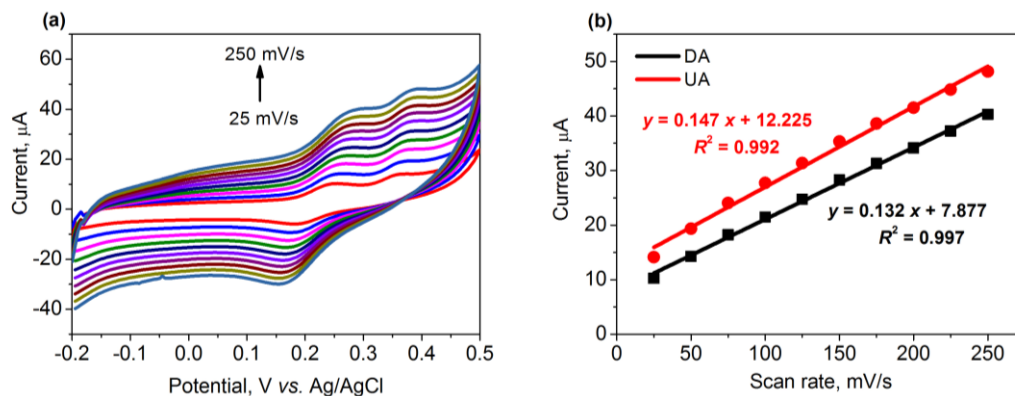 (a)
250 mV/s
25 mV/s
60
40
20
0
-20
-40
-0.2
-0.1
0.0
0.1
0.2
0.3
0.4
0.5
Current, μA
Potential, V vs. Ag/AgCl
(b)
DA
UA
y = 0.147 x + 12.225
R² = 0.992
y = 0.132 x + 7.877
R² = 0.997
60
50
40
30
20
10
0
0
50
100
150
200
250
Current, μA
Scan rate, mV/s